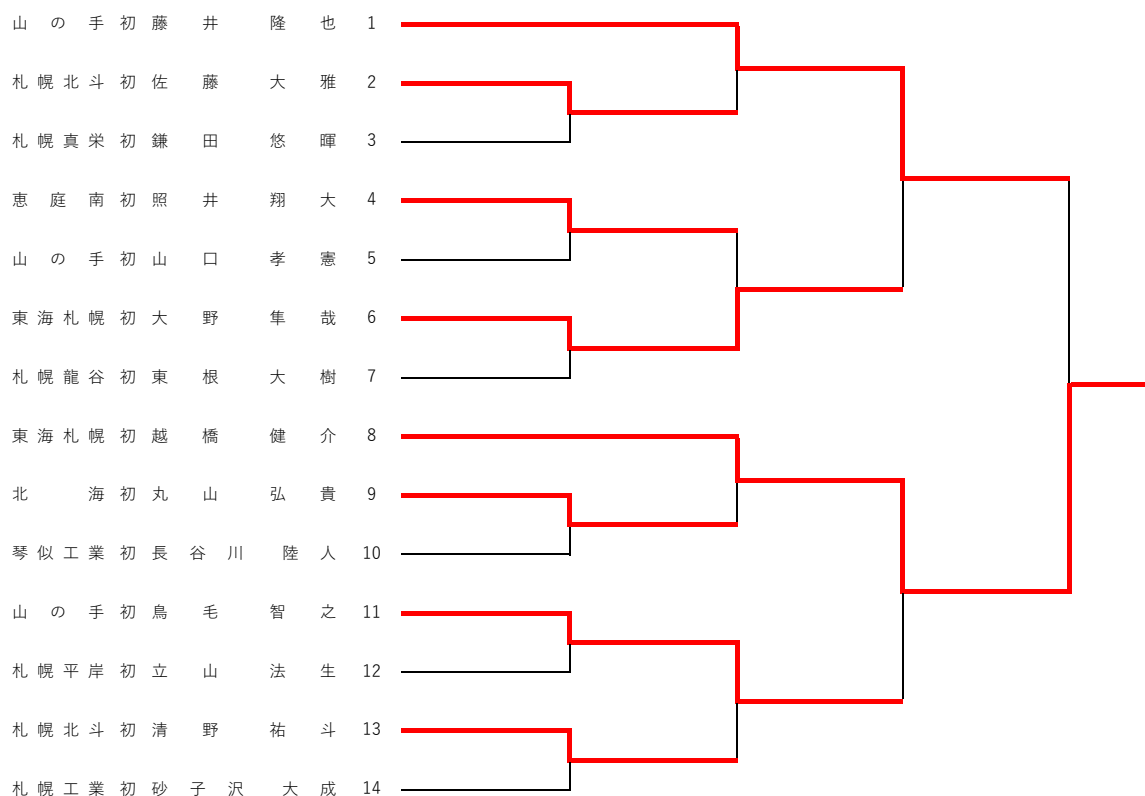 山の手 初 藤井 隆也 1
札幌北斗 初 佐藤 大雅 2
札幌真栄 初 鎌田 悠暉 3
恵庭南 初 照井 翔大 4
山の手 初 山口 孝憲 5
東海札幌 初 大野 隼哉 6
札幌龍谷 初 東根 大樹 7
東海札幌 初 越橋 健介 8
北海 初 丸山 弘貴 9
琴似工業 初 長谷川 陸人 10
山の手 初 鳥毛 智之 11
札幌平岸 初 立山 法生 12
札幌北斗 初 清野 祐斗 13
札幌工業 初 砂子沢 大成 14